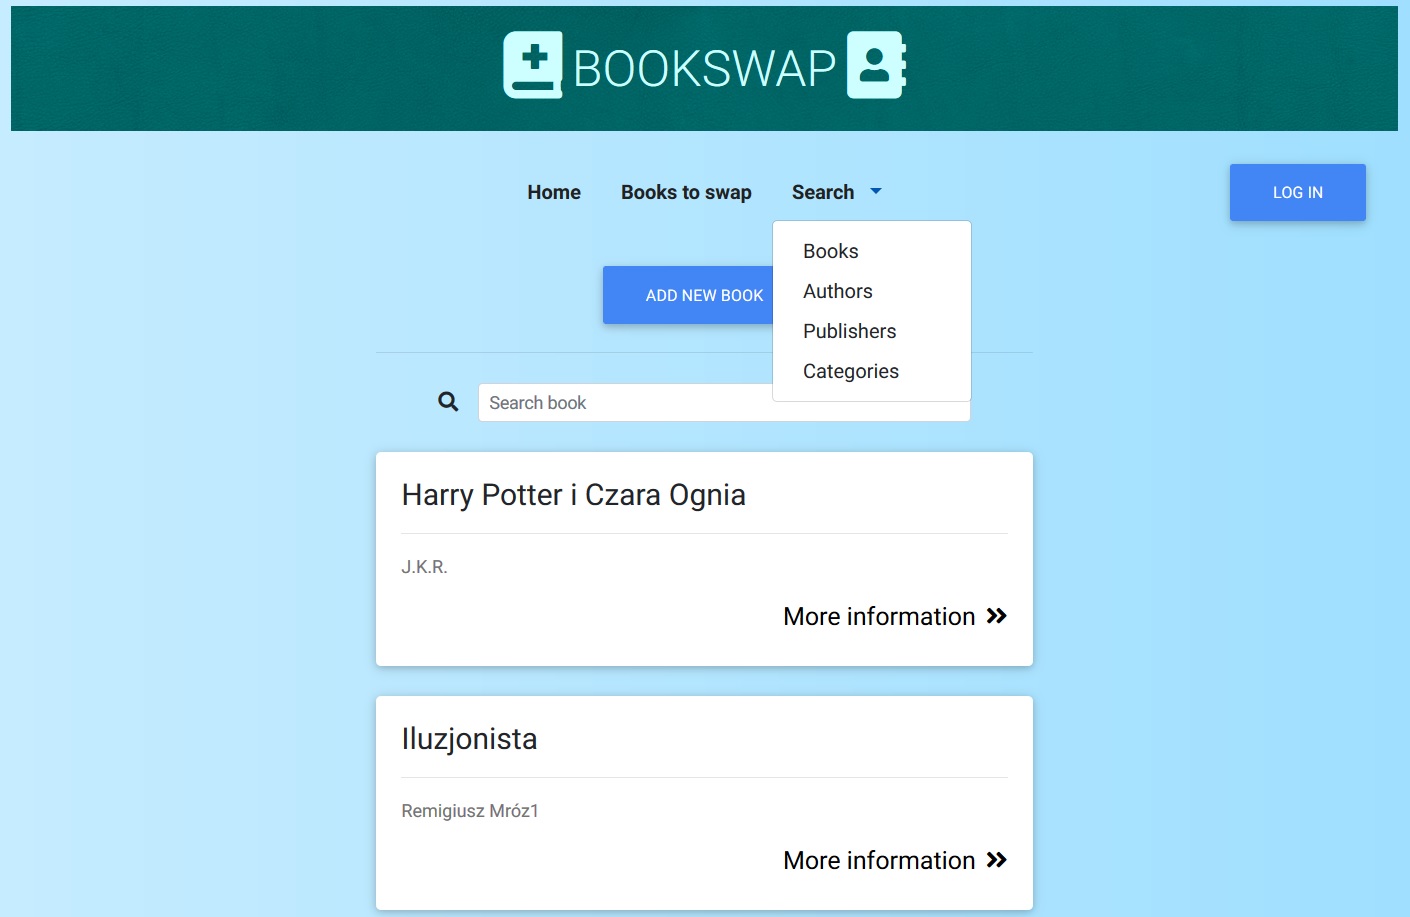 BOOKSWAP
Home Books to swap Search
LOG IN
Books
Authors
Publishers
Categories
ADD NEW BOOK
Search book
Harry Potter i Czara Ognia
J.K.R.
More information
Iluzjonista
Remigiusz Mróz1
More information